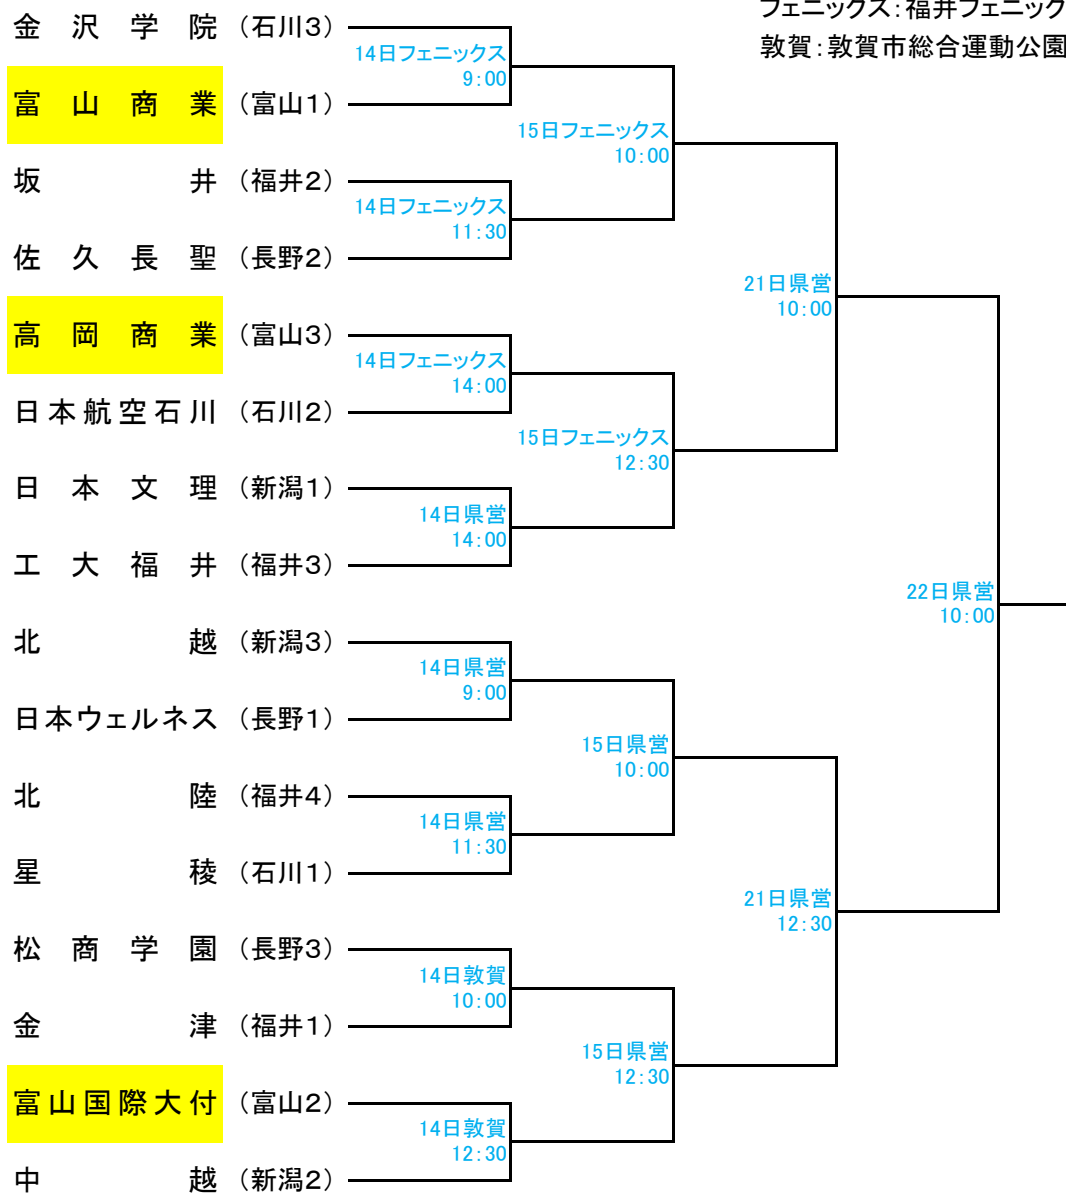 フェニックス：福井フェニック
敦賀：敦賀市総合運動公園
金沢学院（石川3）
14日フェニックス
9:00
富山商業（富山1）
15日フェニックス
10:00
坂井（福井2）
14日フェニックス
11:30
佐久長聖（長野2）
21日県営
10:00
高岡商業（富山3）
14日フェニックス
14:00
日本航空石川（石川2）
15日フェニックス
12:30
日本文理（新潟1）
14日県営
14:00
工大福井（福井3）
22日県営
10:00
北越（新潟3）
14日県営
9:00
日本ウェルネス（長野1）
15日県営
10:00
北陸（福井4）
14日県営
11:30
星稜（石川1）
21日県営
12:30
松商学園（長野3）
14日敦賀
10:00
金津（福井1）
15日県営
12:30
富山国際大付（富山2）
14日敦賀
12:30
中越（新潟2）